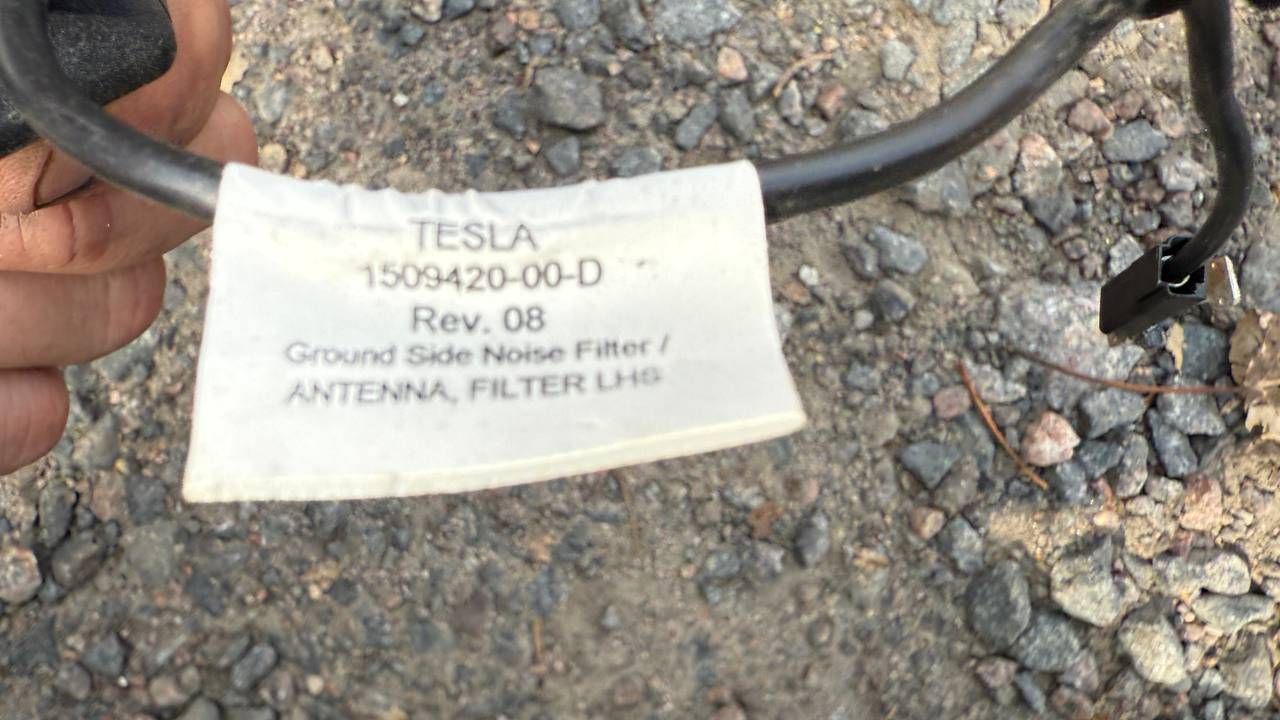 TESLA
1509420-00-D
Rev. 08
Ground Side Noise Filter /
ANTENNA, FILTER LHS